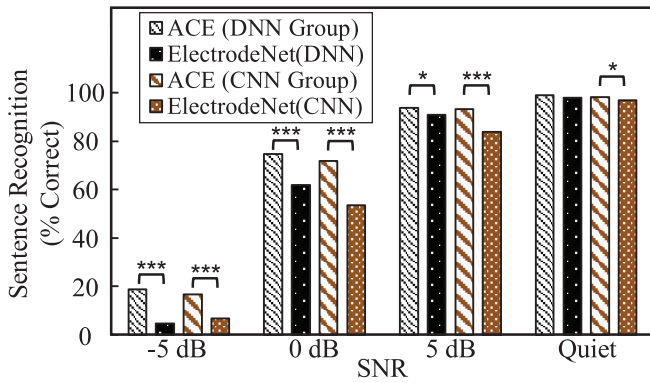 ACE (DNN Group)
ElectrodeNet(DNN)
ACE (CNN Group)
ElectrodeNet(CNN)
Sentence Recognition
(% Correct)
100
80
60
40
20
0
*** ***
*** ***
* ***
*
-5 dB 0 dB 5 dB Quiet
SNR